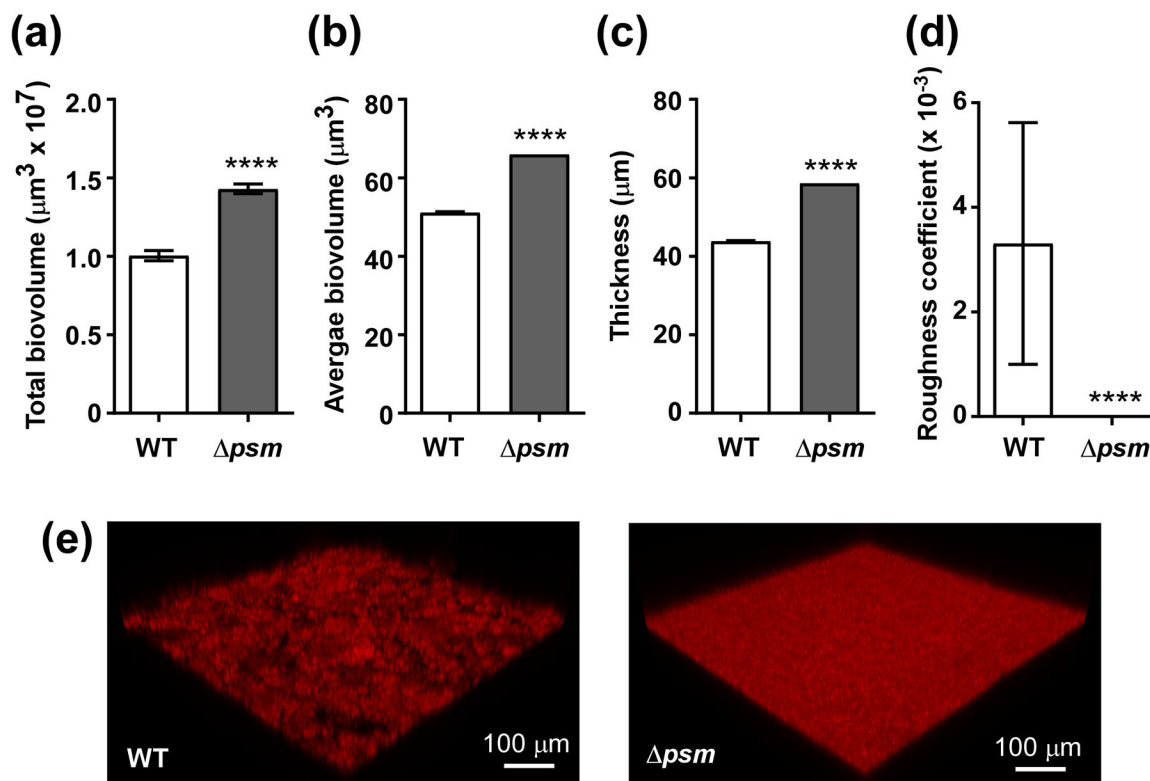 (a)
Total biovolume (μm³ x 10⁷)
2.0
1.5
1.0
0.5
0
****
WT
Δpsm
(b)
Avergae biovolume (μm³)
80
60
40
20
0
****
WT
Δpsm
(c)
Thickness (μm)
80
60
40
20
0
****
WT
Δpsm
(d)
Roughness coefficient (x 10⁻³)
6
4
2
0
****
WT
Δpsm
(e)
WT
100 μm
Δpsm
100 μm